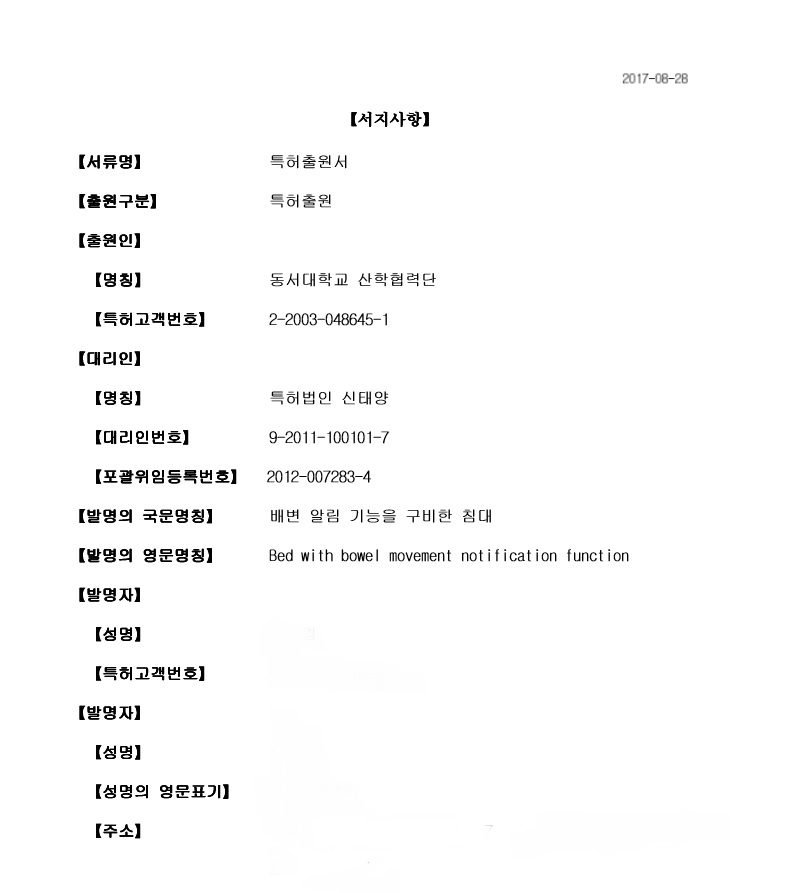 2017-08-28
【서지사항】
【서류명】 특허출원서
【출원구분】 특허출원
【출원인】
【명칭】 동서대학교 산학협력단
【특허고객번호】 2-2003-048645-1
【대리인】
【명칭】 특허법인 신태양
【대리인번호】 9-2011-100101-7
【포괄위임등록번호】 2012-007283-4
【발명의 국문명칭】 배변 알림 기능을 구비한 침대
【발명의 영문명칭】 Bed with bowel movement notification function
【발명자】
【성명】
【특허고객번호】
【발명자】
【성명】
【성명의 영문표기】
【주소】